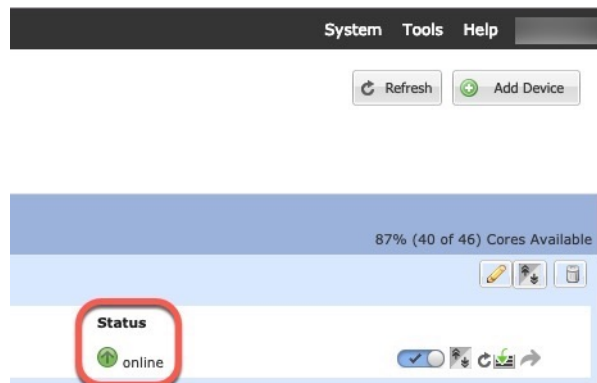 System Tools Help
Refresh Add Device
87% (40 of 46) Cores Available
Status
online